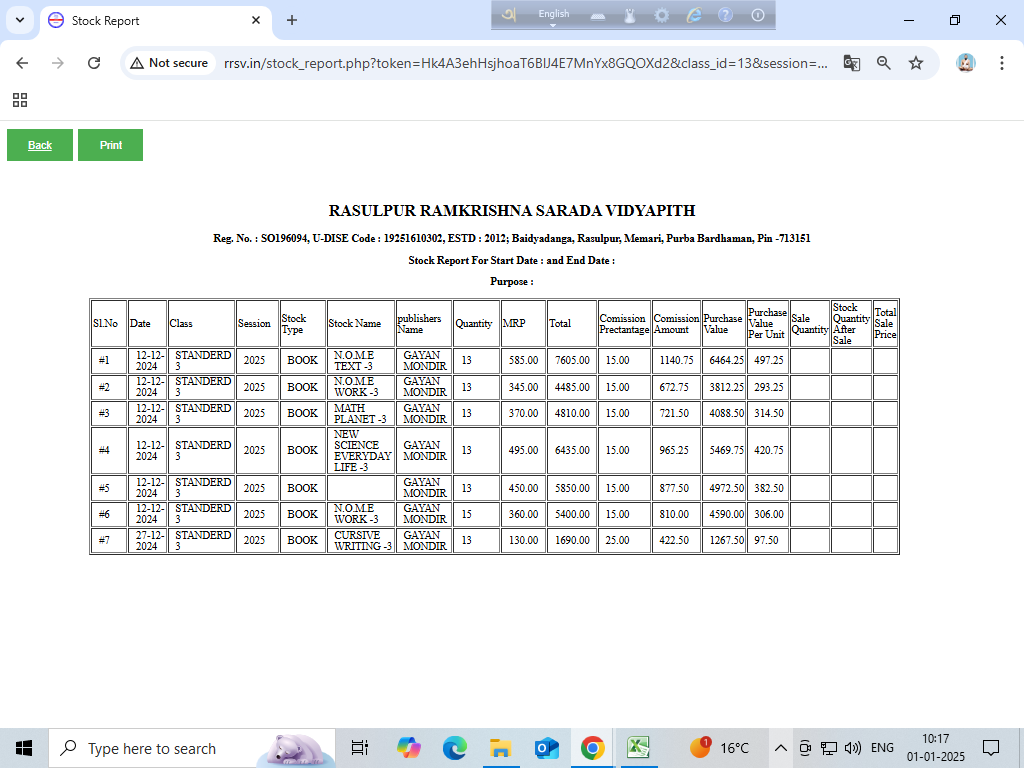 Stock Report
English
Not secure
rrsv.in/stock_report.php?token=Hk4A3ehHsjhoaT6BlJ4E7MnYx8GQOXd2&class_id=13&session=...
Back
Print
RASULPUR RAMKRISHNA SARADA VIDYAPITH
Reg. No. : SO196094, U-DISE Code : 19251610302, ESTD : 2012; Baidyadanga, Rasulpur, Memari, Purba Bardhaman, Pin -713151
Stock Report For Start Date : and End Date :
Purpose :
Sl.No Date Class Session Stock Type Stock Name publishers Name Quantity MRP Total Comission Prectantage Comission Amount Purchase Value Purchase Value Per Unit Sale Quantity Stock Quantity After Sale Total Sale Price
#1 12-12-2024 STANDERD 3 2025 BOOK N.O.M.E TEXT -3 GAYAN MONDIR 13 585.00 7605.00 15.00 1140.75 6464.25 497.25
#2 12-12-2024 STANDERD 3 2025 BOOK N.O.M.E WORK -3 GAYAN MONDIR 13 345.00 4485.00 15.00 672.75 3812.25 293.25
#3 12-12-2024 STANDERD 3 2025 BOOK MATH PLANET -3 GAYAN MONDIR 13 370.00 4810.00 15.00 721.50 4088.50 314.50
#4 12-12-2024 STANDERD 3 2025 BOOK NEW SCIENCE EVERYDAY LIFE -3 GAYAN MONDIR 13 495.00 6435.00 15.00 965.25 5469.75 420.75
#5 12-12-2024 STANDERD 3 2025 BOOK GAYAN MONDIR 13 450.00 5850.00 15.00 877.50 4972.50 382.50
#6 12-12-2024 STANDERD 3 2025 BOOK N.O.M.E WORK -3 GAYAN MONDIR 15 360.00 5400.00 15.00 810.00 4590.00 306.00
#7 27-12-2024 STANDERD 3 2025 BOOK CURSIVE WRITING -3 GAYAN MONDIR 13 130.00 1690.00 25.00 422.50 1267.50 97.50
Type here to search
1
16°C
ENG
10:17
01-01-2025